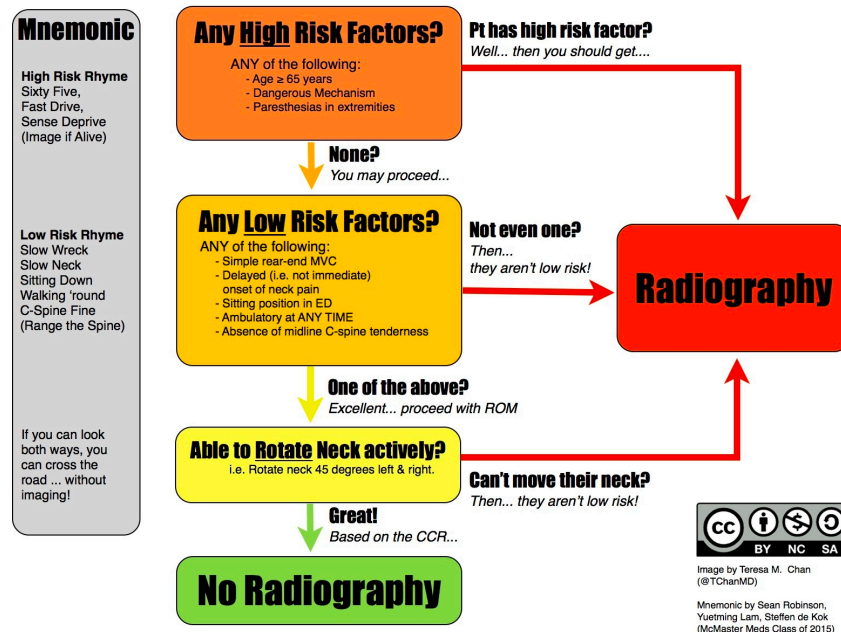 Mnemonic
High Risk Rhyme
Sixty Five,
Fast Drive,
Sense Deprive
(Image if Alive)
Low Risk Rhyme
Slow Wreck
Slow Neck
Sitting Down
Walking ‘round
C-Spine Fine
(Range the Spine)
If you can look
both ways, you
can cross the
road ... without
imaging!
Any High Risk Factors?
ANY of the following:
- Age ≥ 65 years
- Dangerous Mechanism
- Paresthesias in extremities
Pt has high risk factor?
Well... then you should get....
None?
You may proceed...
Any Low Risk Factors?
ANY of the following:
- Simple rear-end MVC
- Delayed (i.e. not immediate)
onset of neck pain
- Sitting position in ED
- Ambulatory at ANY TIME
- Absence of midline C-spine tenderness
Not even one?
Then...
they aren't low risk!
Radiography
One of the above?
Excellent... proceed with ROM
Able to Rotate Neck actively?
i.e. Rotate neck 45 degrees left & right.
Can't move their neck?
Then... they aren't low risk!
Great!
Based on the CCR...
No Radiography
cc
BY NC SA
Image by Teresa M. Chan
(@TChanMD)
Mnemonic by Sean Robinson,
Yuetming Lam, Steffen de Kok
(McMaster Meds Class of 2015)